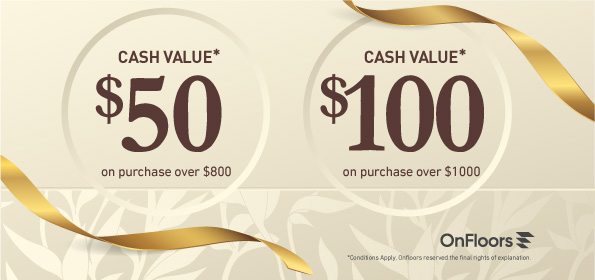 CASH VALUE*
$50
on purchase over $800
CASH VALUE*
$100
on purchase over $1000
OnFloors
*Conditions Apply. Onfloors reserved the final rights of explanation.